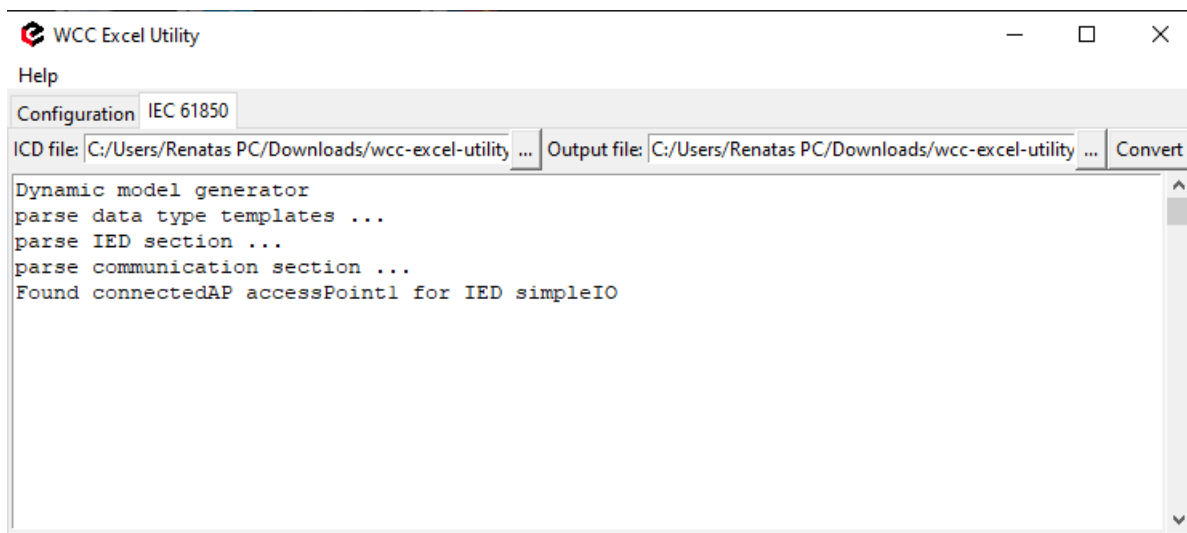 WCC Excel Utility
Help
Configuration IEC 61850
ICD file: C:/Users/Renatas PC/Downloads/wcc-excel-utility ... Output file: C:/Users/Renatas PC/Downloads/wcc-excel-utility ... Convert
Dynamic model generator
parse data type templates ...
parse IED section ...
parse communication section ...
Found connectedAP accessPoint1 for IED simpleIO